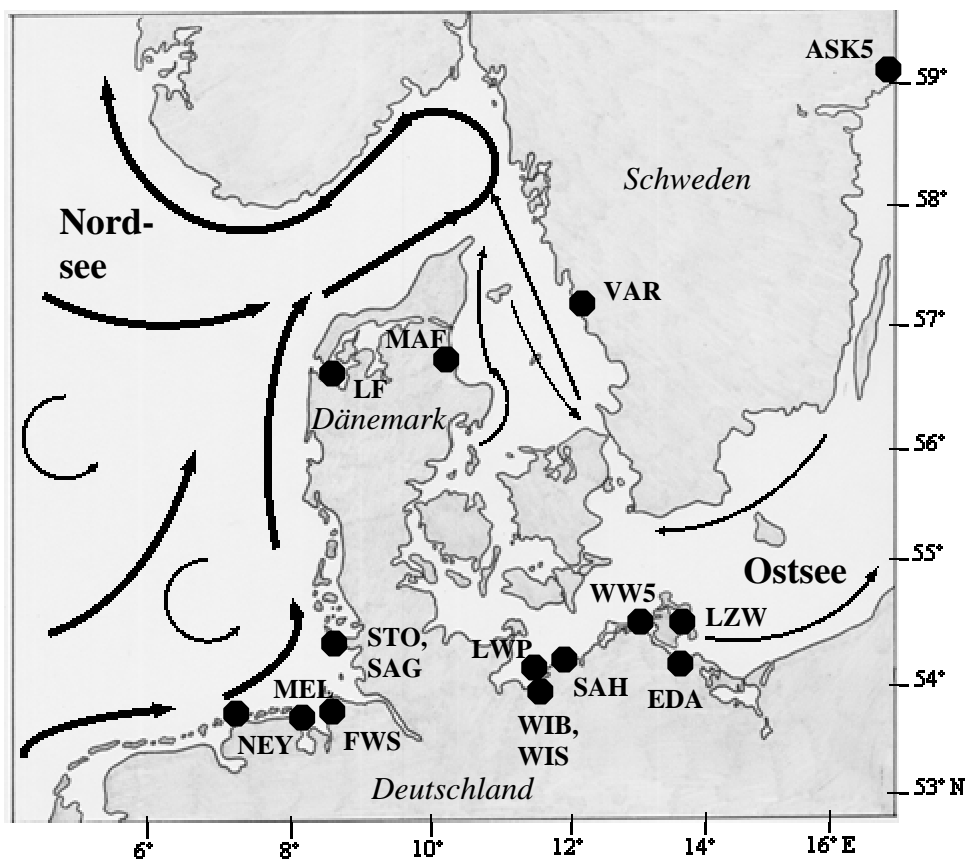 ASK5
59°
Schweden
58°
Nord-
see
VAR
57°
MAF
LF
Dänemark
56°
55°
Ostsee
WW5
LZW
STO,
SAG
LWP
SAH
EDA
54°
MEL
NEY
FWS
WIB,
WIS
Deutschland
53° N
6°
8°
10°
12°
14°
16° E